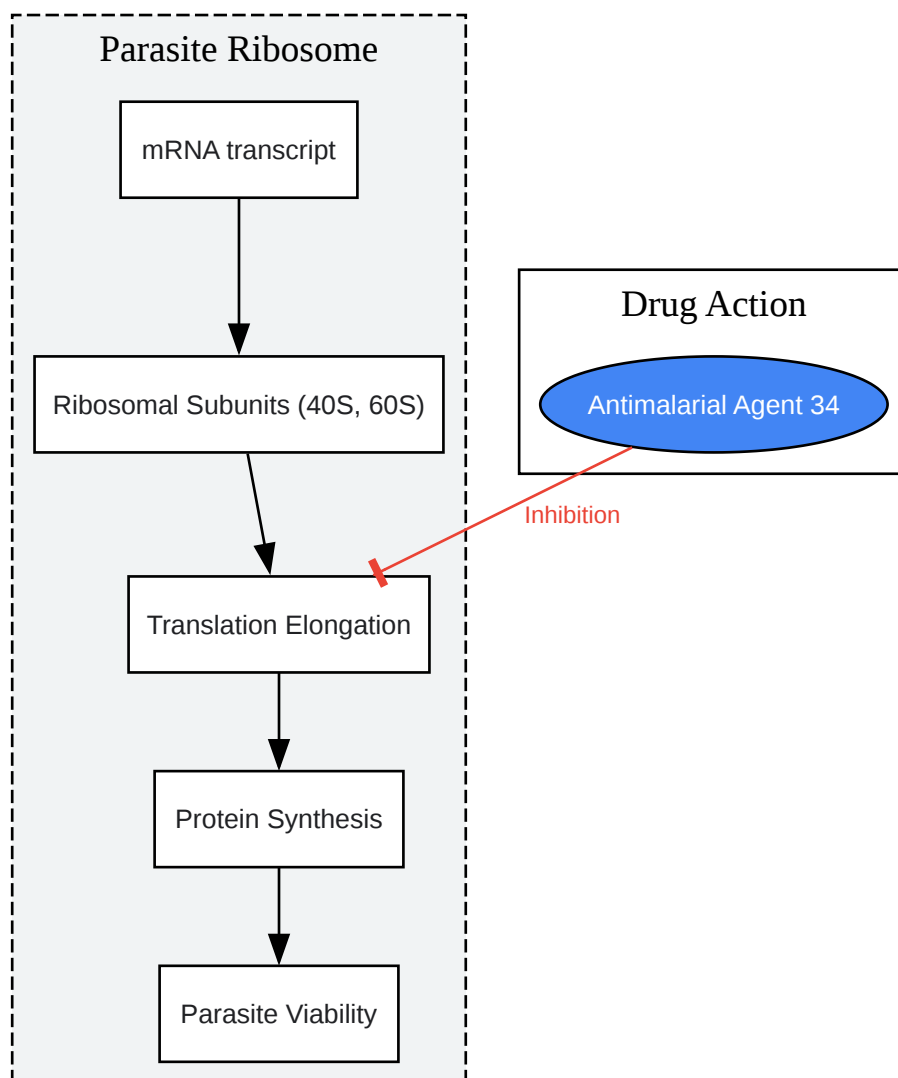 Parasite Ribosome
mRNA transcript
Drug Action
Ribosomal Subunits (40S, 60S)
Antimalarial Agent 34
Inhibition
Translation Elongation
Protein Synthesis
Parasite Viability